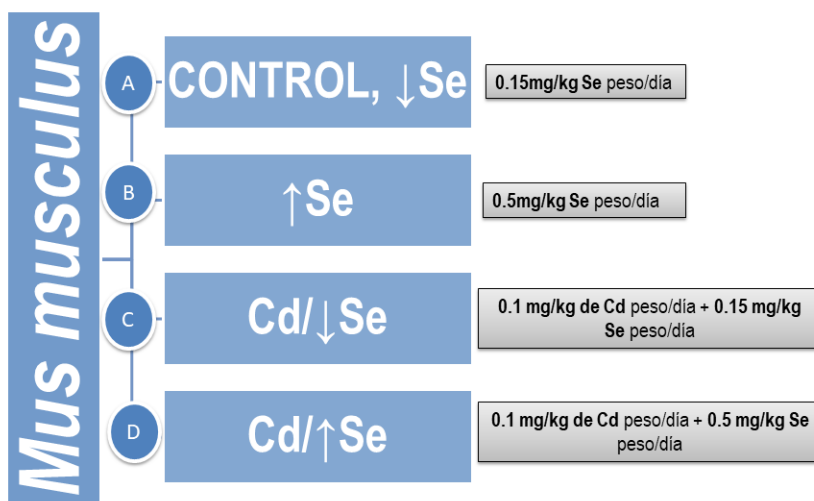 Mus musculus
A
CONTROL, ↓Se
0.15mg/kg Se peso/día
B
↑Se
0.5mg/kg Se peso/día
C
Cd/↓Se
0.1 mg/kg de Cd peso/día + 0.15 mg/kg
Se peso/día
D
Cd/↑Se
0.1 mg/kg de Cd peso/día + 0.5 mg/kg Se
peso/día